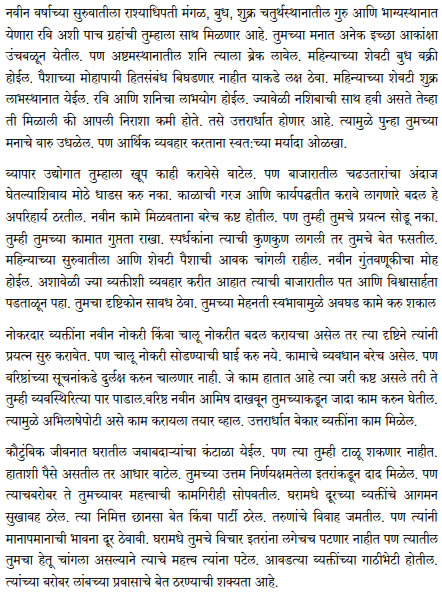 नवीन वर्षाच्या सुरुवातीला राश्याधिपती मंगळ, बुध, शुक्र चतुर्थस्थानातील गुरु आणि भाग्यस्थानात
येणारा रवि अशी पाच ग्रहांची तुम्हाला साथ मिळणार आहे. तुमच्या मनात अनेक इच्छा आकांक्षा
उंचबळून येतील. पण अष्टमस्थानातील शनि त्याला ब्रेक लावेल. महिन्याच्या शेवटी बुध वक्री
होईल. पैशाच्या मोहापायी हितसंबंध बिघडणार नाहीत याकडे लक्ष ठेवा. महिन्याच्या शेवटी शुक्र
लाभस्थानात येईल. रवि आणि शनिचा लाभयोग होईल. ज्यावेळी नशिबाची साथ हवी असते तेव्हा
ती मिळाली की आपली निराशा कमी होते. तसे उत्तरार्धात होणार आहे. त्यामुळे पुन्हा तुमच्या
मनाचे वारु उधळेल. पण आर्थिक व्यवहार करताना स्वत:च्या मर्यादा ओळखा.
व्यापार उद्योगात तुम्हाला खूप काही करावेसे वाटेल. पण बाजारातील चढउतारांचा अंदाज
घेतल्याशिवाय मोठे धाडस करु नका. काळाची गरज आणि कार्यपद्धतीत करावे लागणारे बदल हे
अपरिहार्य ठरतील. नवीन कामे मिळवताना बरेच कष्ट होतील. पण तुम्ही तुमचे प्रयत्न सोडू नका.
तुम्ही तुमच्या कामात गुप्तता राखा. स्पर्धकांना त्याची कुणकुण लागली तर तुमचे बेत फसतील.
महिन्याच्या सुरुवातीला आणि शेवटी पैशाची आवक चांगली राहील. नवीन गुंतवणूकीचा मोह
होईल. अशावेळी ज्या व्यक्तीशी व्यवहार करीत आहात त्याची बाजारातील पत आणि विश्वासार्हता
पडताळून पहा. तुमचा दृष्टिकोन सावध ठेवा. तुमच्या मेहनती स्वभावामुळे अवघड कामे करु शकाल
नोकरदार व्यक्तींना नवीन नोकरी किंवा चालू नोकरीत बदल करायचा असेल तर त्या दृष्टिने त्यांनी
प्रयत्न सुरु करावेत. पण चालू नोकरी सोडण्याची घाई करु नये. कामाचे व्यवधान बरेच असेल. पण
वरिष्ठांच्या सूचनांकडे दुर्लक्ष करुन चालणार नाही. जे काम हातात आहे त्या जरी कष्ट असले तरी ते
तुम्ही व्यवस्थिरित्या पार पाडाल.वरिष्ठ नवीन आमिष दाखवून तुमच्याकडून जादा काम करुन घेतील.
त्यामुळे अभिलाषेपोटी असे काम करायला तयार व्हाल. उत्तरार्धात बेकार व्यक्तींना काम मिळेल.
कौटुंबिक जीवनात घरातील जबाबदाऱ्यांचा कंटाळा येईल. पण त्या तुम्ही टाळू शकणार नाहीत.
हाताशी पैसे असतील तर आधार वाटेल. तुमच्या उत्तम निर्णयक्षमतेला इतरांकडून दाद मिळेल. पण
त्याचबरोबर ते तुमच्यावर महत्त्वाची कामगिरीही सोपवतील. घरामधे दूरच्या व्यक्तींचे आगमन
सुखावह ठरेल. त्या निमित्त छानसा बेत किंवा पार्टी ठरेल. तरुणांचे विवाह जमतील. पण त्यांनी
मानापमानाची भावना दूर ठेवावी. घरामधे तुमचे विचार इतरांना लगेचच पटणार नाहीत पण त्यातील
तुमचा हेतू चांगला असल्याने त्याचे महत्त्व त्यांना पटेल. आवडत्या व्यक्तींच्या गाठीभेटी होतील.
त्यांच्या बरोबर लांबच्या प्रवासाचे बेत ठरण्याची शक्यता आहे.